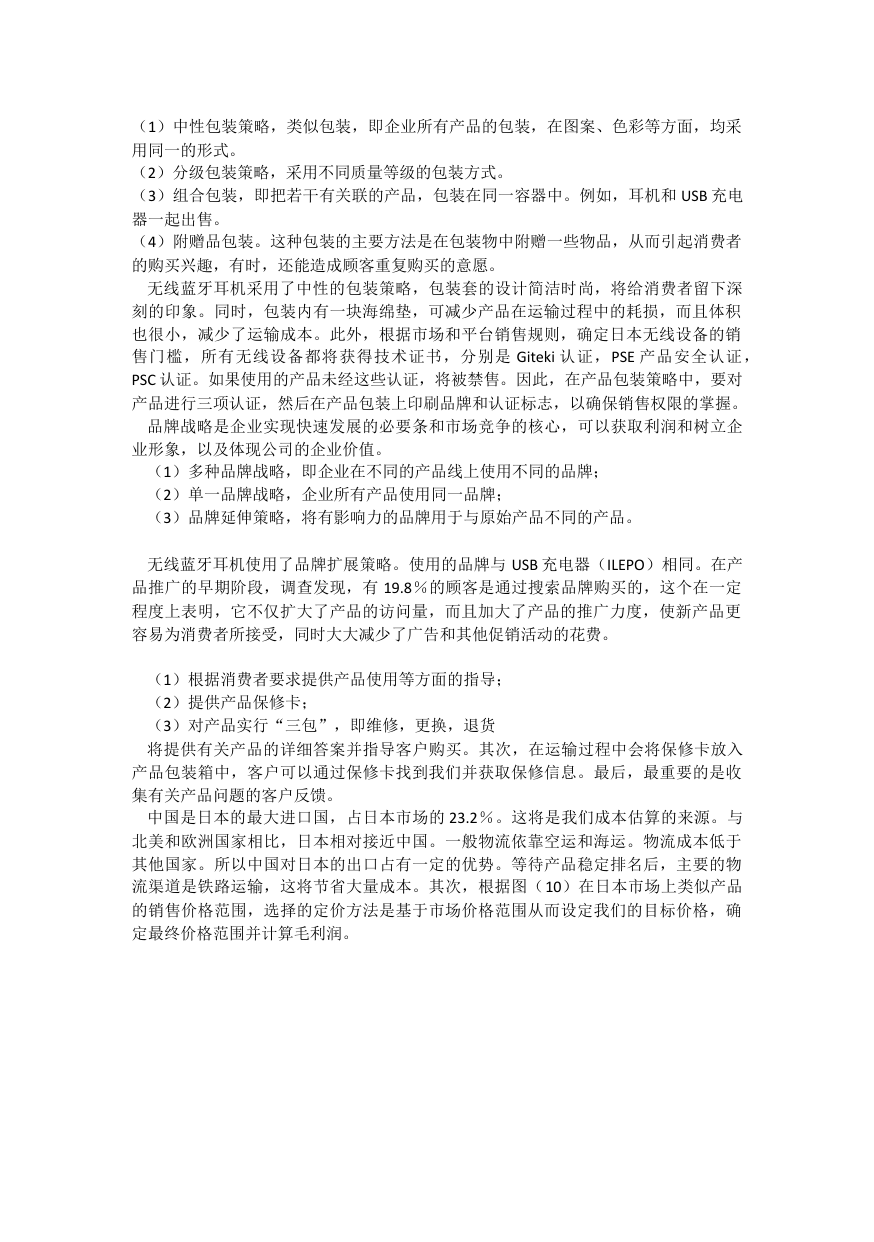 （1）中性包装策略，类似包装，即企业所有产品的包装，在图案、色彩等方面，均采
用同一的形式。
（2）分级包装策略，采用不同质量等级的包装方式。
（3）组合包装，即把若干有关联的产品，包装在同一容器中。例如，耳机和 USB 充电
器一起出售。
（4）附赠品包装。这种包装的主要方法是在包装物中附赠一些物品，从而引起消费者
的购买兴趣，有时，还能造成顾客重复购买的意愿。
无线蓝牙耳机采用了中性的包装策略，包装套的设计简洁时尚，将给消费者留下深
刻的印象。同时，包装内有一块海绵垫，可减少产品在运输过程中的耗损，而且体积
也很小，减少了运输成本。此外，根据市场和平台销售规则，确定日本无线设备的销
售门槛，所有无线设备都将获得技术证书，分别是 Giteki 认证，PSE 产品安全认证，
PSC 认证。如果使用的产品未经这些认证，将被禁售。因此，在产品包装策略中，要对
产品进行三项认证，然后在产品包装上印刷品牌和认证标志，以确保销售权限的掌握。
品牌战略是企业实现快速发展的必要条和市场竞争的核心，可以获取利润和树立企
业形象，以及体现公司的企业价值。
（1）多种品牌战略，即企业在不同的产品线上使用不同的品牌；
（2）单一品牌战略，企业所有产品使用同一品牌；
（3）品牌延伸策略，将有影响力的品牌用于与原始产品不同的产品。
无线蓝牙耳机使用了品牌扩展策略。使用的品牌与 USB 充电器（ILEPO）相同。在产
品推广的早期阶段，调查发现，有 19.8％的顾客是通过搜索品牌购买的，这个在一定
程度上表明，它不仅扩大了产品的访问量，而且加大了产品的推广力度，使新产品更
容易为消费者所接受，同时大大减少了广告和其他促销活动的花费。
（1）根据消费者要求提供产品使用等方面的指导；
（2）提供产品保修卡；
（3）对产品实行“三包”，即维修，更换，退货
将提供有关产品的详细答案并指导客户购买。其次，在运输过程中会将保修卡放入
产品包装箱中，客户可以通过保修卡找到我们并获取保修信息。最后，最重要的是收
集有关产品问题的客户反馈。
中国是日本的最大进口国，占日本市场的 23.2％。这将是我们成本估算的来源。与
北美和欧洲国家相比，日本相对接近中国。一般物流依靠空运和海运。物流成本低于
其他国家。所以中国对日本的出口占有一定的优势。等待产品稳定排名后，主要的物
流渠道是铁路运输，这将节省大量成本。其次，根据图（10）在日本市场上类似产品
的销售价格范围，选择的定价方法是基于市场价格范围从而设定我们的目标价格，确
定最终价格范围并计算毛利润。